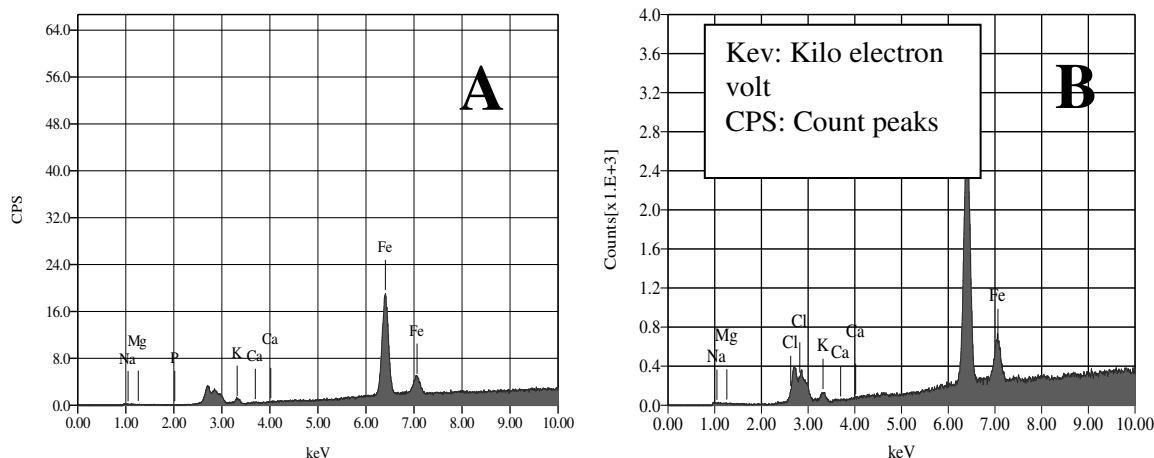 A
64.0
56.0
48.0
40.0
32.0
24.0
16.0
8.0
0.0
CPS
Fe
Fe
Na
Mg
P
K
Ca
Ca
0.00 1.00 2.00 3.00 4.00 5.00 6.00 7.00 8.00 9.00 10.00
keV
B
Kev: Kilo electron
volt
CPS: Count peaks
4.0
3.6
3.2
2.8
2.4
2.0
1.6
1.2
0.8
0.4
0.0
Counts[x1.E+3]
Fe
Na
Mg
Cl
Cl
K
Ca
Ca
0.00 1.00 2.00 3.00 4.00 5.00 6.00 7.00 8.00 9.00 10.00
keV